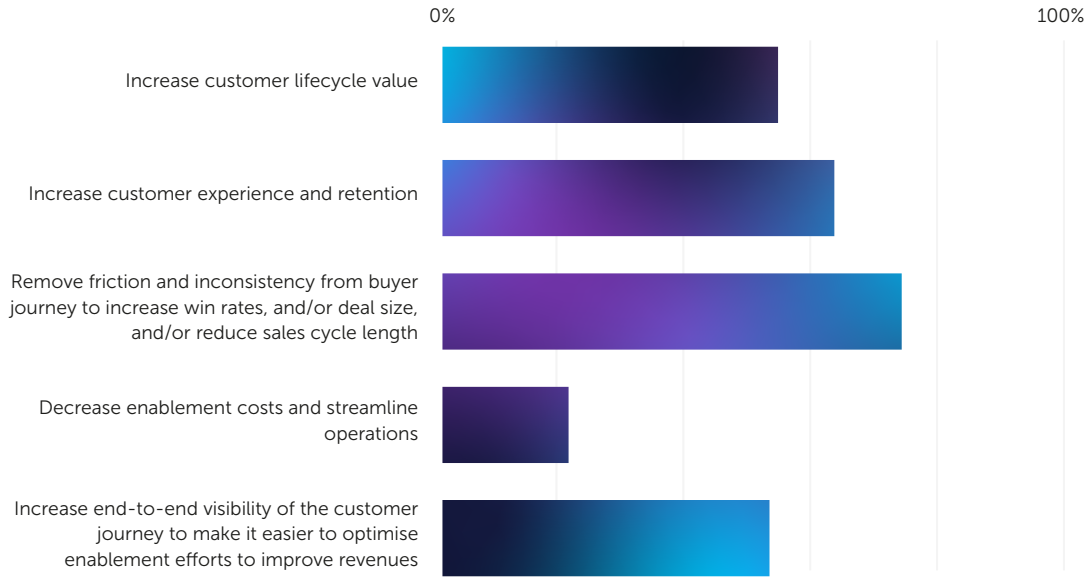 0%
100%
Increase customer lifecycle value
Increase customer experience and retention
Remove friction and inconsistency from buyer
journey to increase win rates, and/or deal size,
and/or reduce sales cycle length
Decrease enablement costs and streamline
operations
Increase end-to-end visibility of the customer
journey to make it easier to optimise
enablement efforts to improve revenues